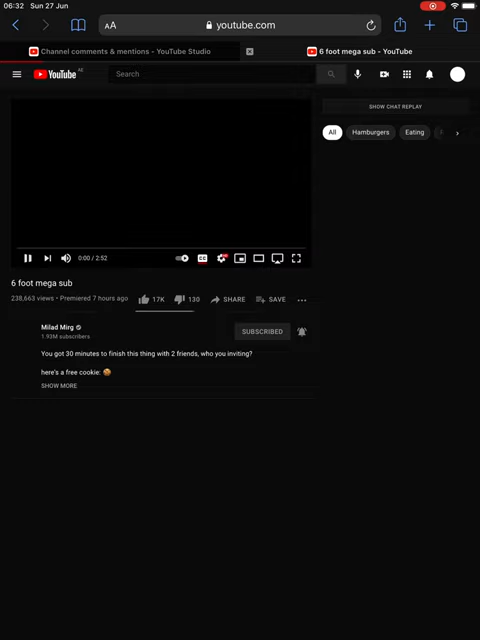 06:32 Sun 27 Jun
AA youtube.com
Channel comments & mentions - YouTube Studio
6 foot mega sub - YouTube
YouTube AE
Search
SHOW CHAT REPLAY
All Hamburgers Eating
CC
0:00 / 2:52
6 foot mega sub
238,663 views • Premiered 7 hours ago
17K 130 SHARE SAVE
Milad Mirg
1.93M subscribers
SUBSCRIBED
You got 30 minutes to finish this thing with 2 friends, who you inviting?
here's a free cookie: 🍪
SHOW MORE